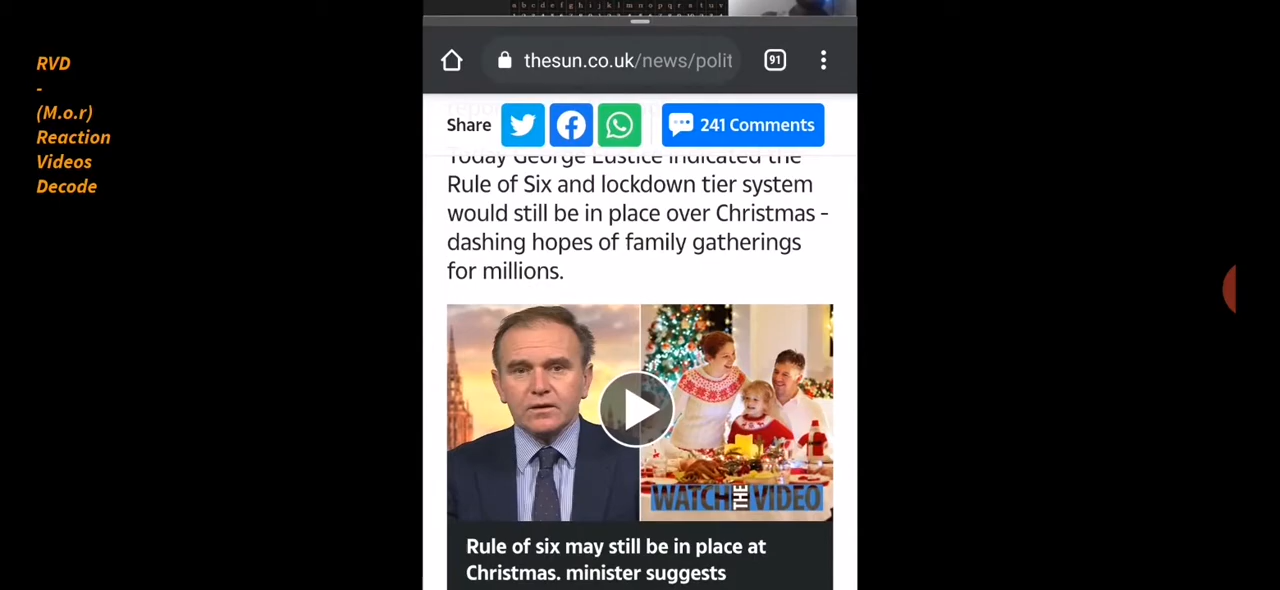 a b c d e f g h i j k l m n o p q r s t u v
RVD
-
(M.o.r)
Reaction
Videos
Decode
thesun.co.uk/news/polit
91
Share
241 Comments
Today George Eustice indicated the
Rule of Six and lockdown tier system
would still be in place over Christmas -
dashing hopes of family gatherings
for millions.
WATCH THE VIDEO
Rule of six may still be in place at
Christmas, minister suggests